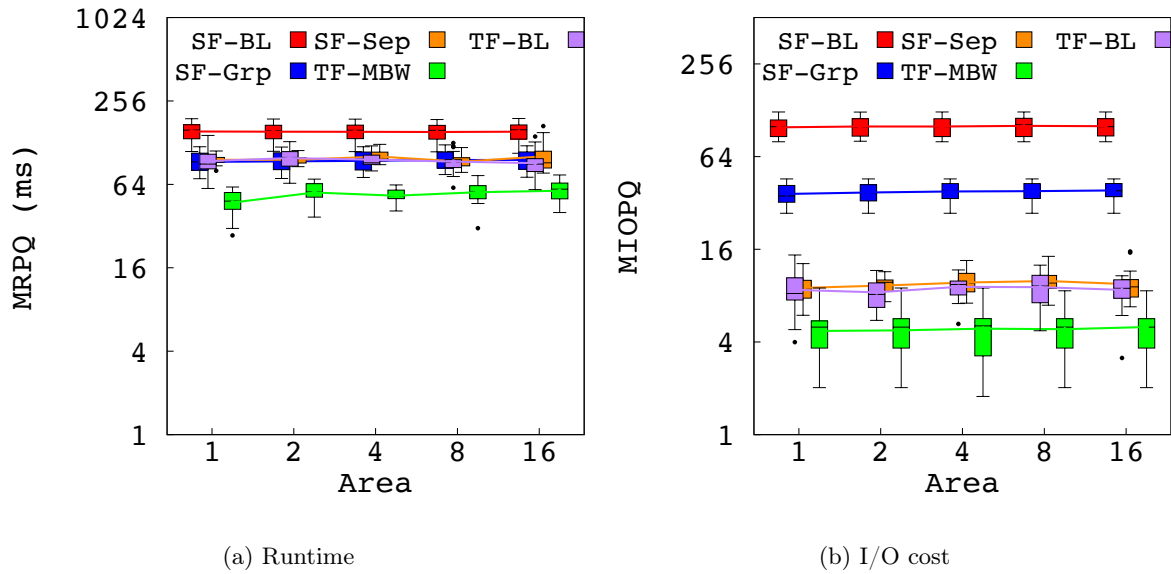 1024
256
64
16
4
1
MRPQ (ms)
SF-BL SF-Sep TF-BL
SF-Grp TF-MBW
1 2 4 8 16
Area
(a) Runtime
256
64
16
4
1
MIOPQ
SF-BL SF-Sep TF-BL
SF-Grp TF-MBW
1 2 4 8 16
Area
(b) I/O cost